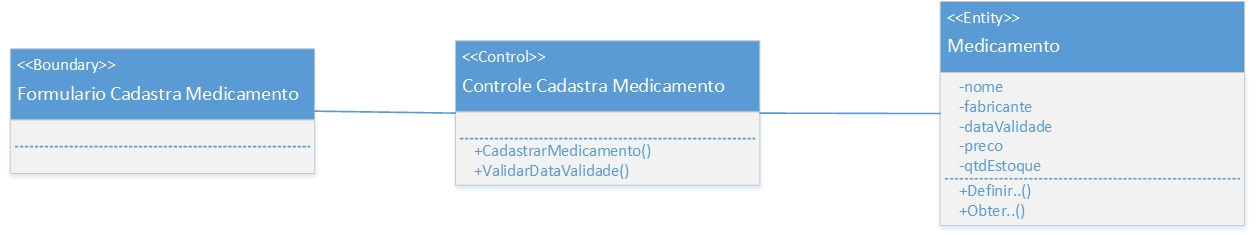 <<Boundary>>
Formulario Cadastra Medicamento
<<Control>>
Controle Cadastra Medicamento
+CadastrarMedicamento()
+ValidarDataValidade()
<<Entity>>
Medicamento
-nome
-fabricante
-dataValidade
-preco
-qtdEstoque
+Definir..()
+Obter..()